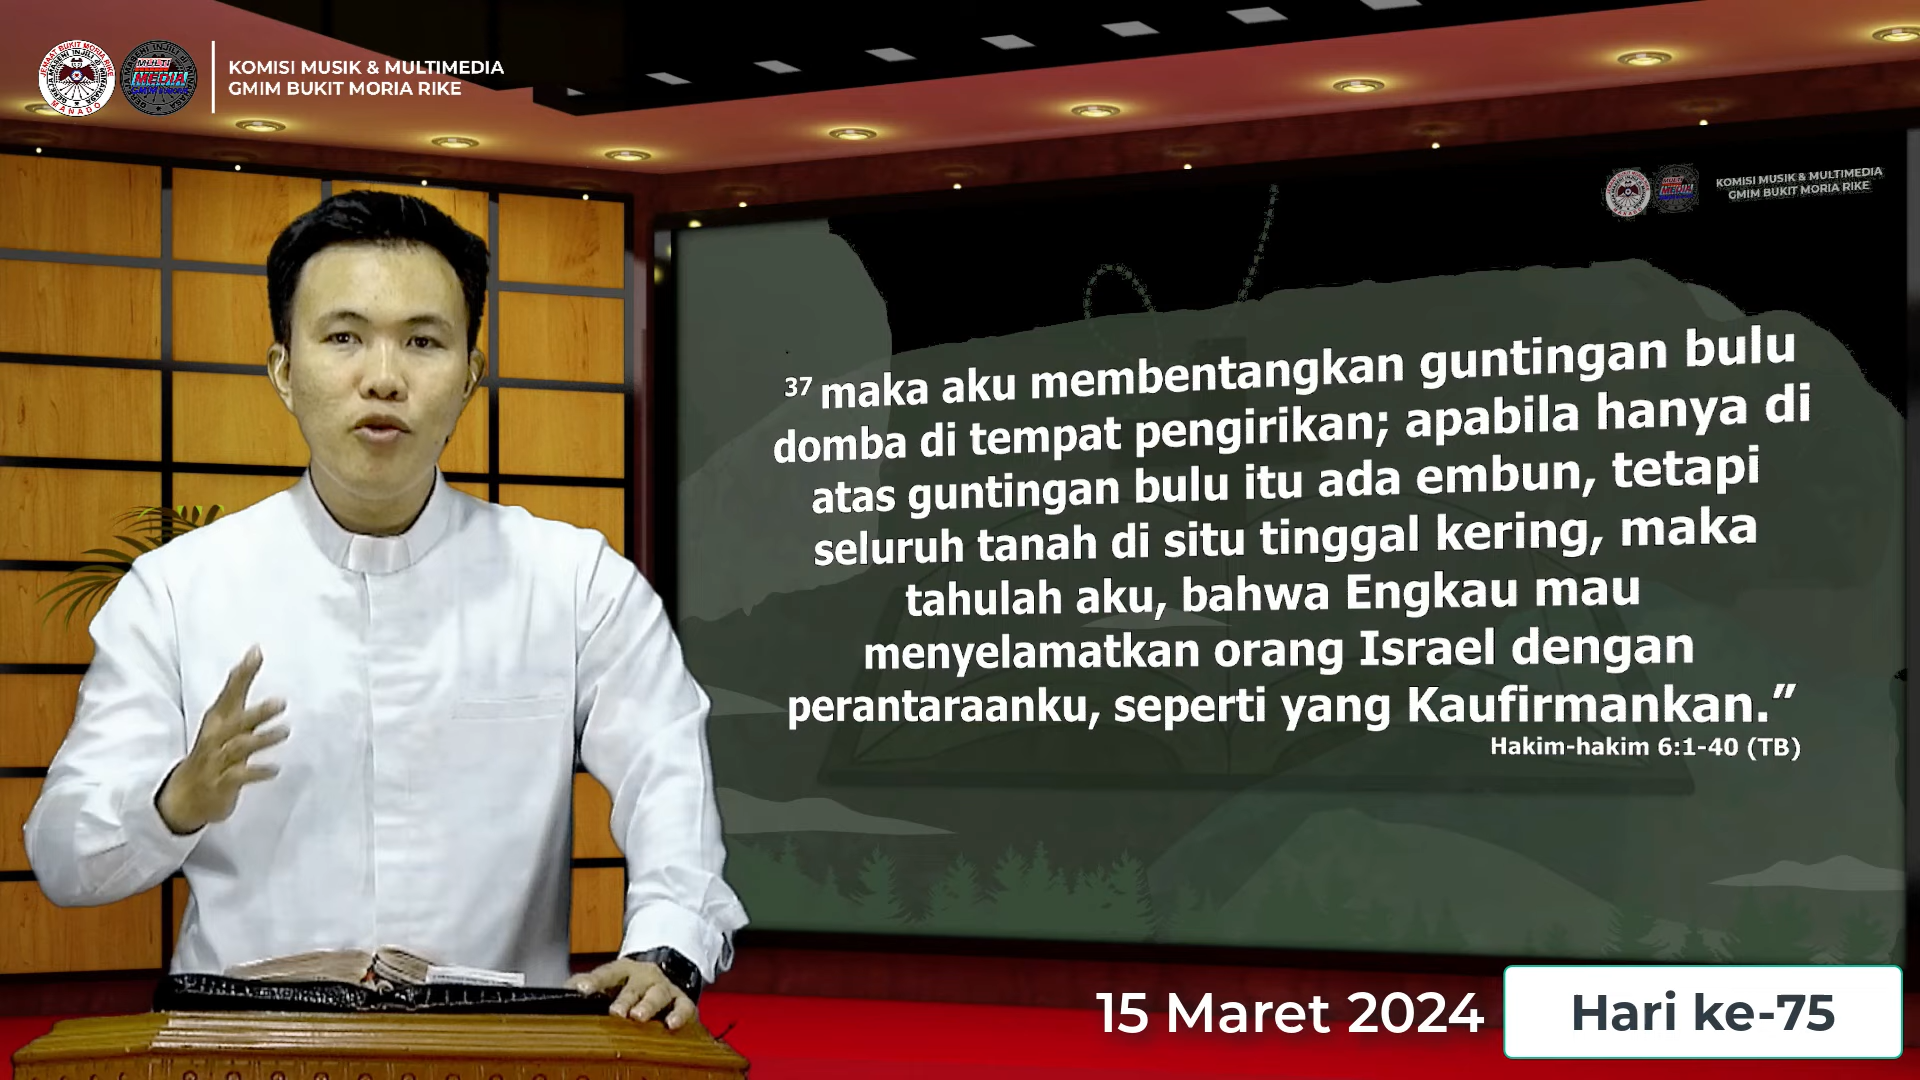 KOMISI MUSIK & MULTIMEDIA
GMIM BUKIT MORIA RIKE
KOMISI MUSIK & MULTIMEDIA
GMIM BUKIT MORIA RIKE
37 maka aku membentangkan guntingan bulu
domba di tempat pengirikan; apabila hanya di
atas guntingan bulu itu ada embun, tetapi
seluruh tanah di situ tinggal kering, maka
tahulah aku, bahwa Engkau mau
menyelamatkan orang Israel dengan
perantaraanku, seperti yang Kaufirmankan.”
Hakim-hakim 6:1-40 (TB)
15 Maret 2024
Hari ke-75